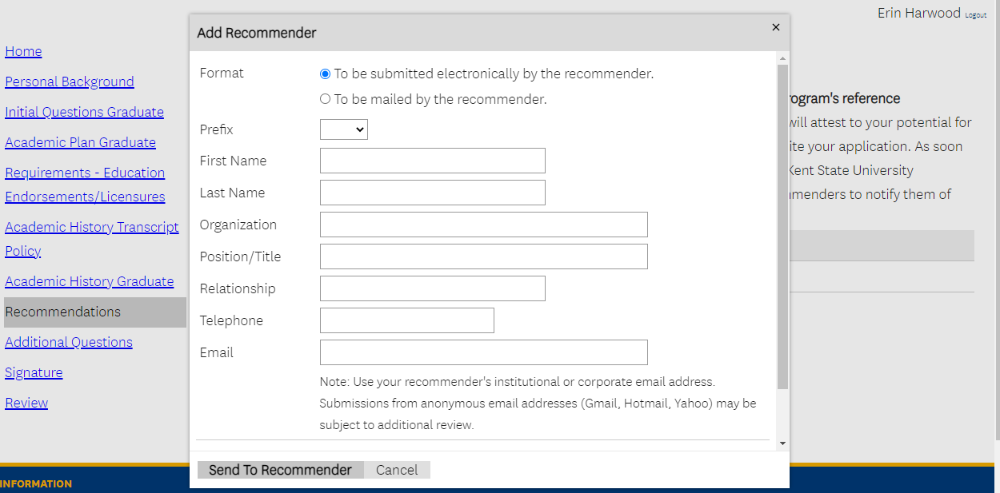 Erin Harwood Logout
Home
Personal Background
Initial Questions Graduate
Academic Plan Graduate
Requirements - Education
Endorsements/Licensures
Academic History Transcript
Policy
Academic History Graduate
Recommendations
Additional Questions
Signature
Review
Add Recommender ×
Format
To be submitted electronically by the recommender.
To be mailed by the recommender.
Prefix
First Name
Last Name
Organization
Position/Title
Relationship
Telephone
Email
Note: Use your recommender's institutional or corporate email address.
Submissions from anonymous email addresses (Gmail, Hotmail, Yahoo) may be
subject to additional review.
Send To Recommender Cancel
reference
will attest to your potential for
your application. As soon
Kent State University
to notify them of
INFORMATION